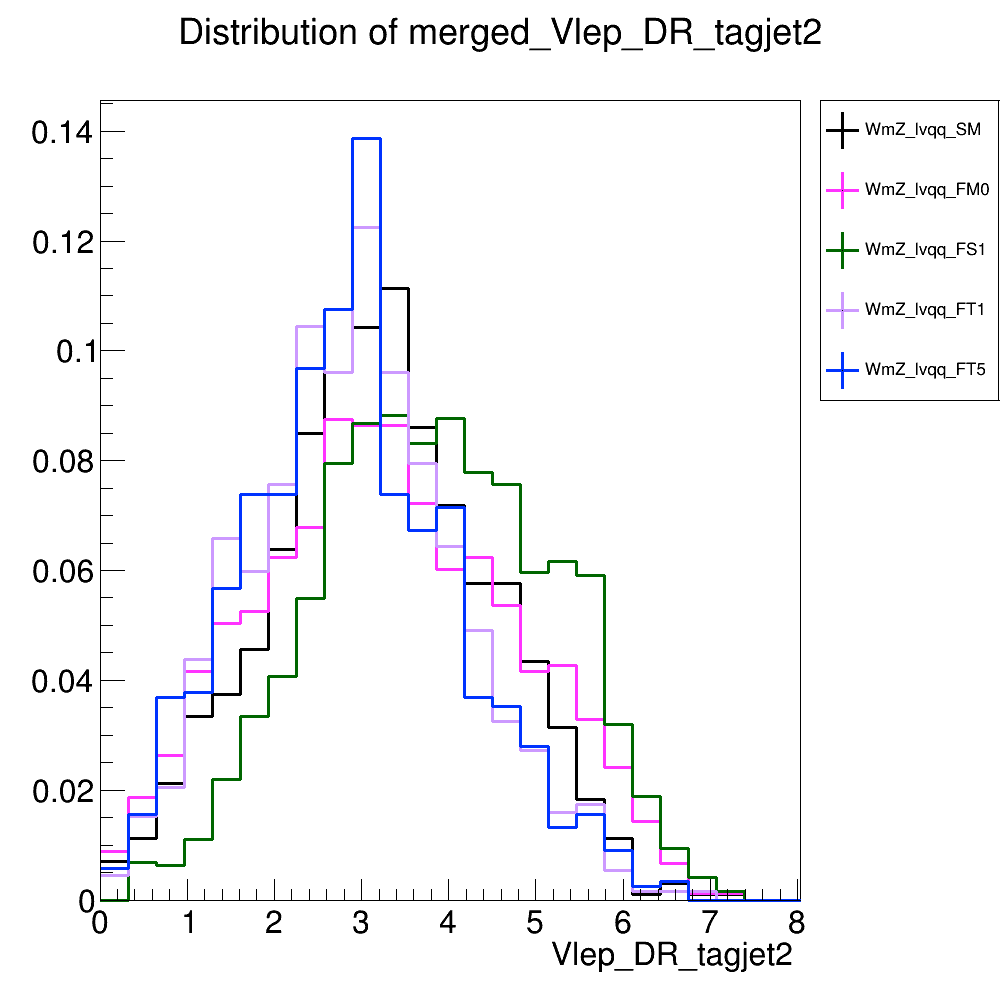 Distribution of merged_Vlep_DR_tagjet2
WmZ_lvqq_SM
WmZ_lvqq_FM0
WmZ_lvqq_FS1
WmZ_lvqq_FT1
WmZ_lvqq_FT5
0.14
0.12
0.1
0.08
0.06
0.04
0.02
0
0 1 2 3 4 5 6 7 8
Vlep_DR_tagjet2